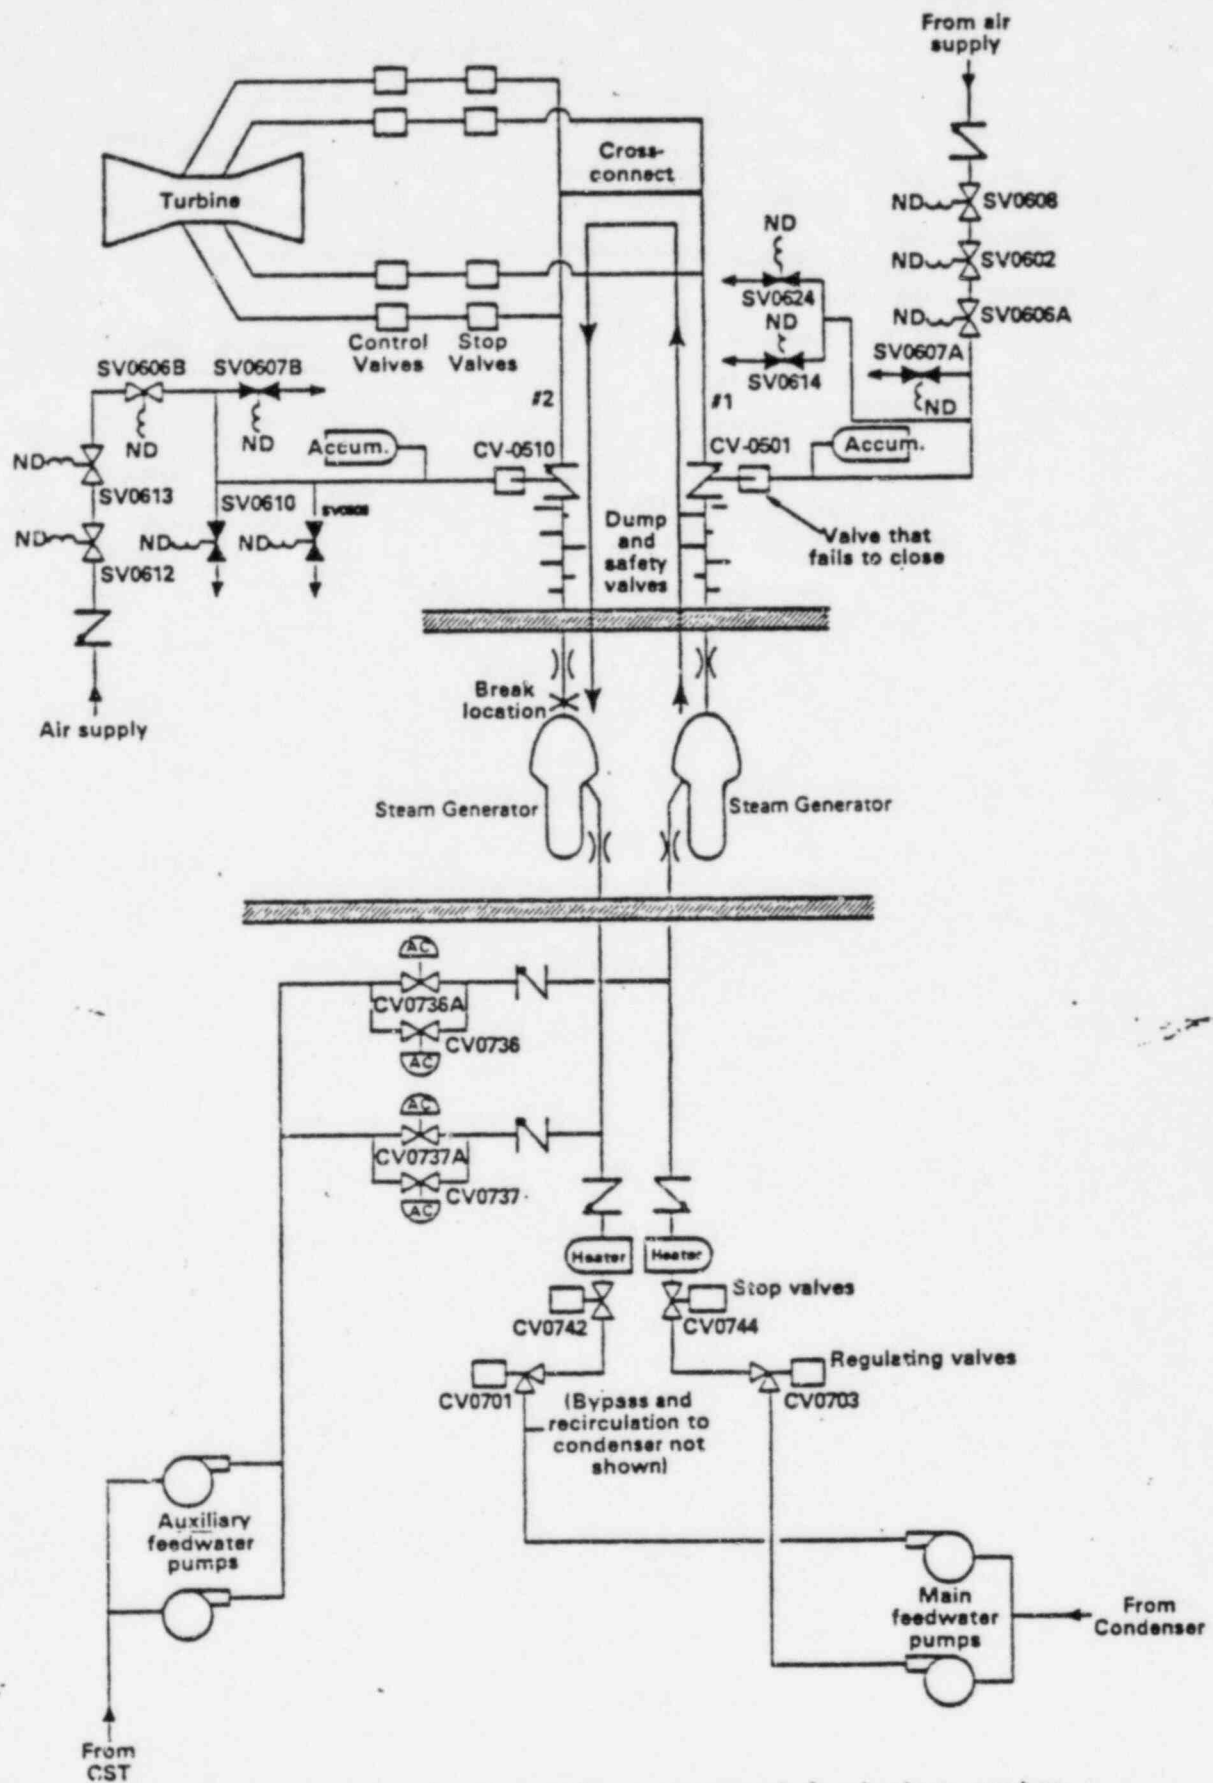 From air
supply
Cross-
connect
Turbine
ND
SV0608
ND
SV0602
ND
SV0606A
ND
SV0624
ND
SV0614
SV0607A
ND
Control
Valves
Stop
Valves
SV0606B
SV0607B
ND
ND
#2
#1
Accum.
CV-0510
CV-0501
Accum.
ND
SV0613
SV0610
ND
SV0612
ND
ND
Dump
and
safety
valves
Valve that
fails to close
Air supply
Break
location
Steam Generator
Steam Generator
AC
CV0736A
CV0736
AC
AC
CV0737A
CV0737
AC
Heater
Heater
Stop valves
CV0742
CV0744
Regulating valves
CV0701
CV0703
(Bypass and
recirculation to
condenser not
shown)
Auxiliary
feedwater
pumps
Main
feedwater
pumps
From
Condenser
From
CST